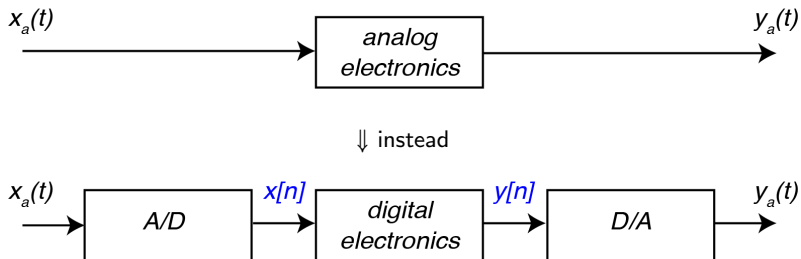 xₐ(t)
yₐ(t)
analog
electronics
⇓ instead
xₐ(t)
x[n]
y[n]
yₐ(t)
A/D
digital
electronics
D/A